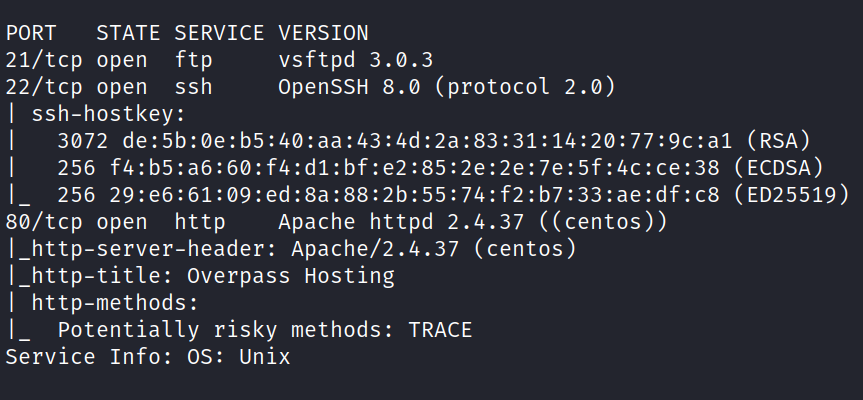 PORT   STATE SERVICE VERSION
21/tcp open  ftp     vsftpd 3.0.3
22/tcp open  ssh     OpenSSH 8.0 (protocol 2.0)
| ssh-hostkey:
|   3072 de:5b:0e:b5:40:aa:43:4d:2a:83:31:14:20:77:9c:a1 (RSA)
|   256 f4:b5:a6:60:f4:d1:bf:e2:85:2e:2e:7e:5f:4c:ce:38 (ECDSA)
|_  256 29:e6:61:09:ed:8a:88:2b:55:74:f2:b7:33:ae:df:c8 (ED25519)
80/tcp open  http    Apache httpd 2.4.37 ((centos))
|_http-server-header: Apache/2.4.37 (centos)
|_http-title: Overpass Hosting
| http-methods:
|_  Potentially risky methods: TRACE
Service Info: OS: Unix